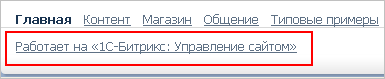 Главная Контент Магазин Общение Типовые примеры
Работает на «1С-Битрикс: Управление сайтом»